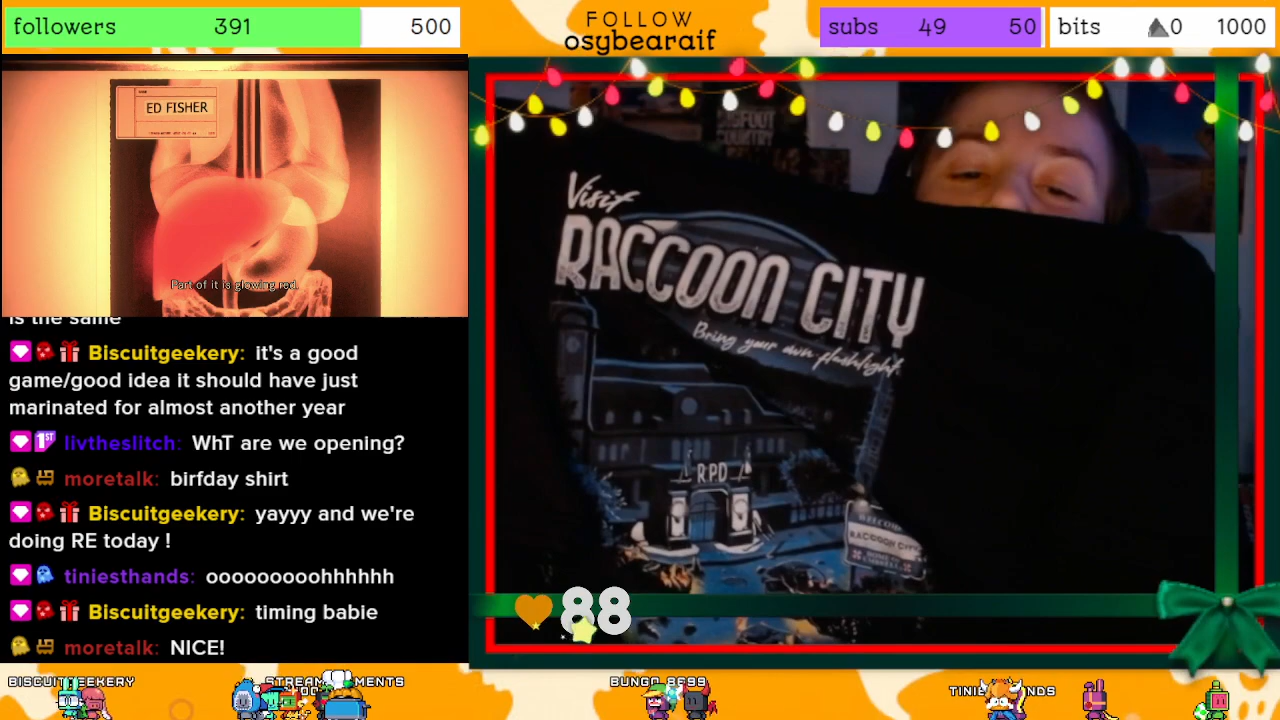 followers 391 500
FOLLOW
osybearaif
subs 49 50
bits 0 1000
ED FISHER
Part of it is glowing red.
is the same
Biscuitgeekery: it's a good
game/good idea it should have just
marinated for almost another year
livtheslitch: WhT are we opening?
moretalk: birfday shirt
Biscuitgeekery: yayyy and we're
doing RE today !
tiniesthands: ooooooooohhhhhh
Biscuitgeekery: timing babie
moretalk: NICE!
Visit
RACCOON CITY
Bring your own flashlight.
R.P.D
WELCOME
RACCOON CITY
88
BISCUITGEEKERY
BUNGO_8699